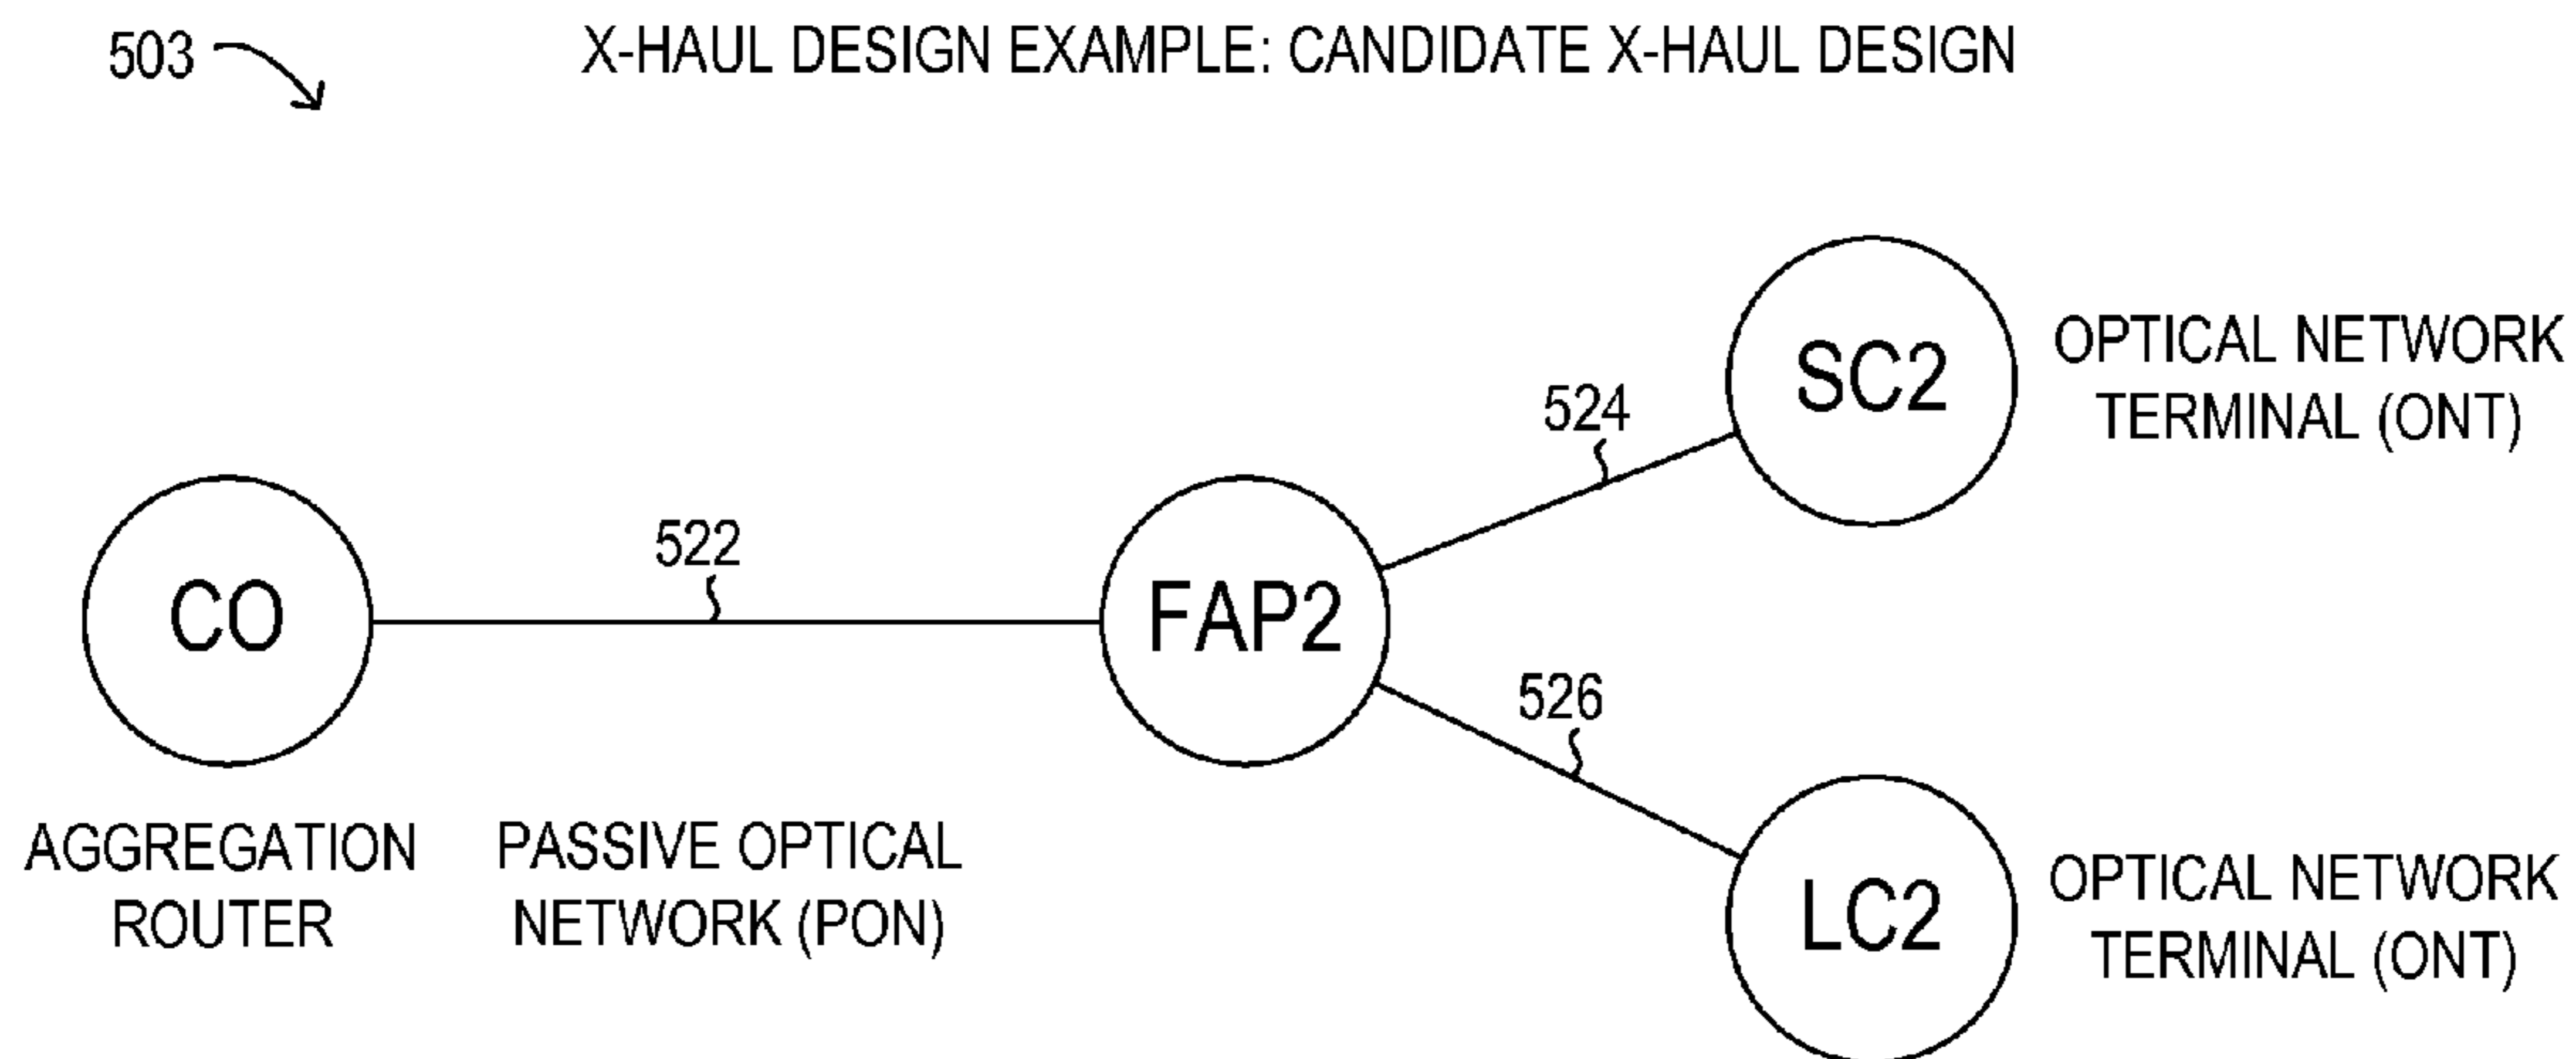 503
X-HAUL DESIGN EXAMPLE: CANDIDATE X-HAUL DESIGN
SC2
OPTICAL NETWORK
TERMINAL (ONT)
524
522
CO
FAP2
526
AGGREGATION
ROUTER
PASSIVE OPTICAL
NETWORK (PON)
LC2
OPTICAL NETWORK
TERMINAL (ONT)